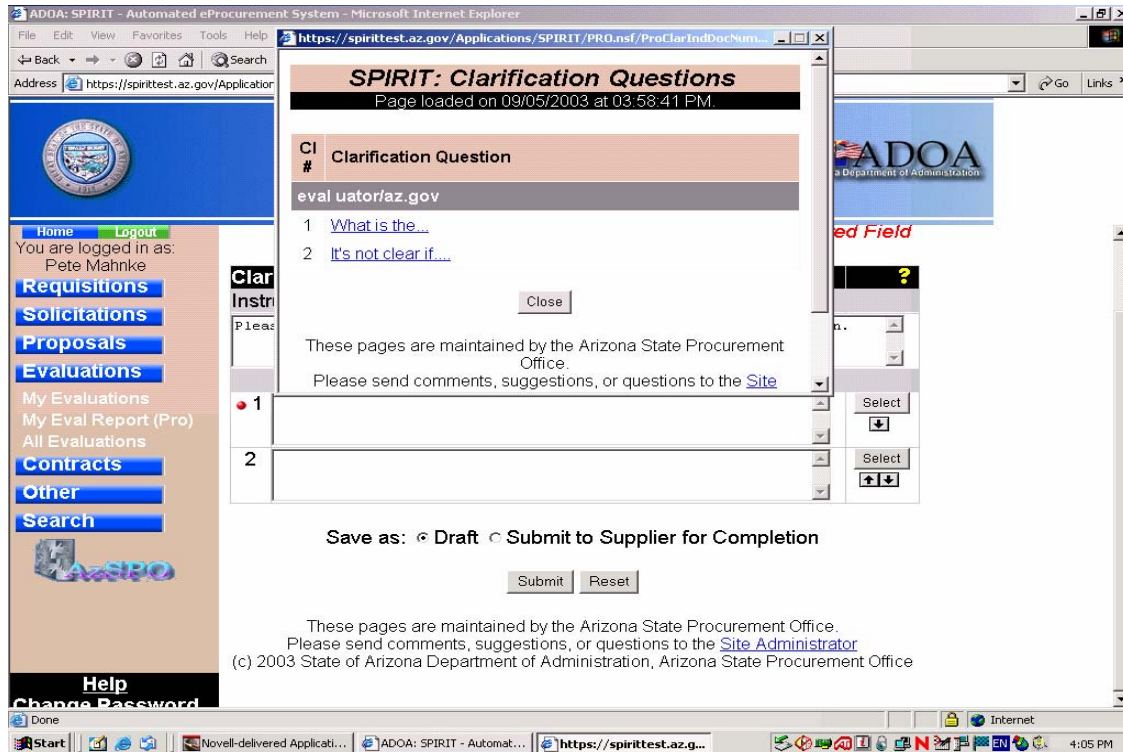 ADOA: SPIRIT - Automated eProcurement System - Microsoft Internet Explorer
File Edit View Favorites Tools Help
Back
Search
Address https://spirittest.az.gov/Application
Go Links
https://spirittest.az.gov/Applications/SPIRIT/PRO.nsf/ProClarIndDocNum...
SPIRIT: Clarification Questions
Page loaded on 09/05/2003 at 03:58:41 PM.
Cl
# Clarification Question
eval uator/az.gov
1 What is the...
2 It's not clear if....
Close
These pages are maintained by the Arizona State Procurement
Office.
Please send comments, suggestions, or questions to the Site
ADOA
a Department of Administration
ed Field
Home Logout
You are logged in as:
Pete Mahnke
Requisitions
Solicitations
Proposals
Evaluations
My Evaluations
My Eval Report (Pro)
All Evaluations
Contracts
Other
Search
AzSPO
Help
Change Password
Clar ?
Instr
Pleas n.
1 Select
2 Select
Save as: Draft Submit to Supplier for Completion
Submit Reset
These pages are maintained by the Arizona State Procurement Office.
Please send comments, suggestions, or questions to the Site Administrator
(c) 2003 State of Arizona Department of Administration, Arizona State Procurement Office
Done Internet
Start Novell-delivered Applicati... ADOA: SPIRIT - Automat... https://spirittest.az.g... EN 4:05 PM